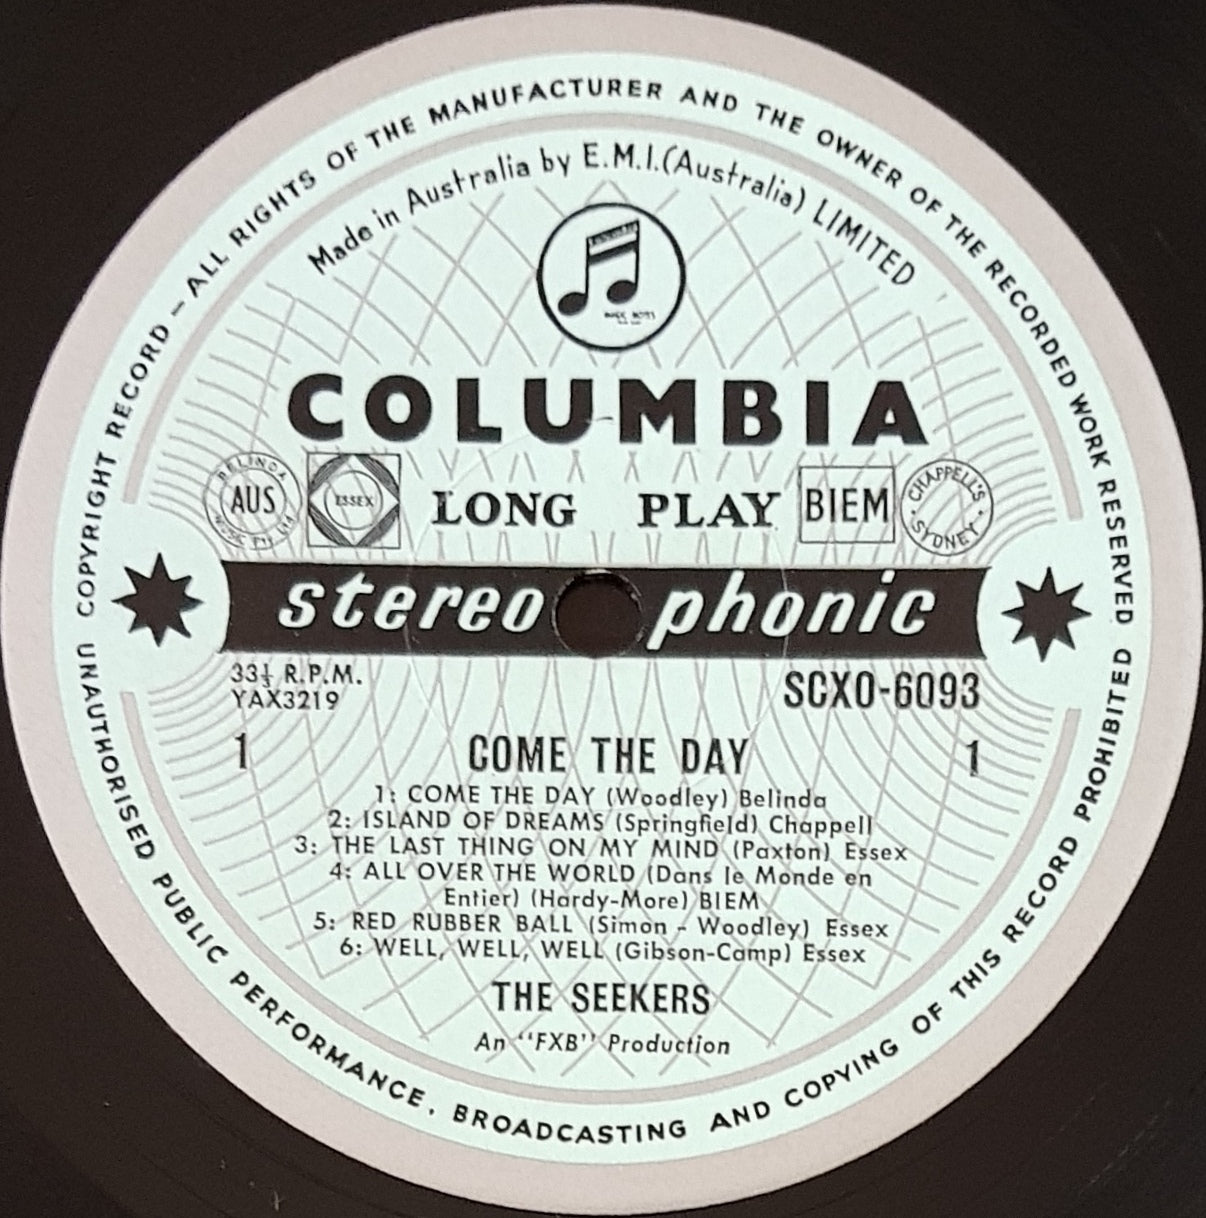 COPYRIGHT RECORD – ALL RIGHTS OF THE MANUFACTURER AND THE OWNER OF THE RECORDED WORK RESERVED
UNAUTHORISED PUBLIC PERFORMANCE, BROADCASTING AND COPYING OF THIS RECORD PROHIBITED
Made in Australia by E.M.I.(Australia) LIMITED
COLUMBIA
BELINDA AUS MUSIC PTY
ESSEX
LONG PLAY
BIEM
CHAPPELL'S SYDNEY
stereo phonic
33⅓ R.P.M.
YAX3219
SCXO-6093
1 COME THE DAY 1
1: COME THE DAY (Woodley) Belinda
2: ISLAND OF DREAMS (Springfield) Chappell
3: THE LAST THING ON MY MIND (Paxton) Essex
4: ALL OVER THE WORLD (Dans le Monde en
Entier) (Hardy-More) BIEM
5: RED RUBBER BALL (Simon - Woodley) Essex
6: WELL, WELL, WELL (Gibson-Camp) Essex
THE SEEKERS
An "FXB" Production